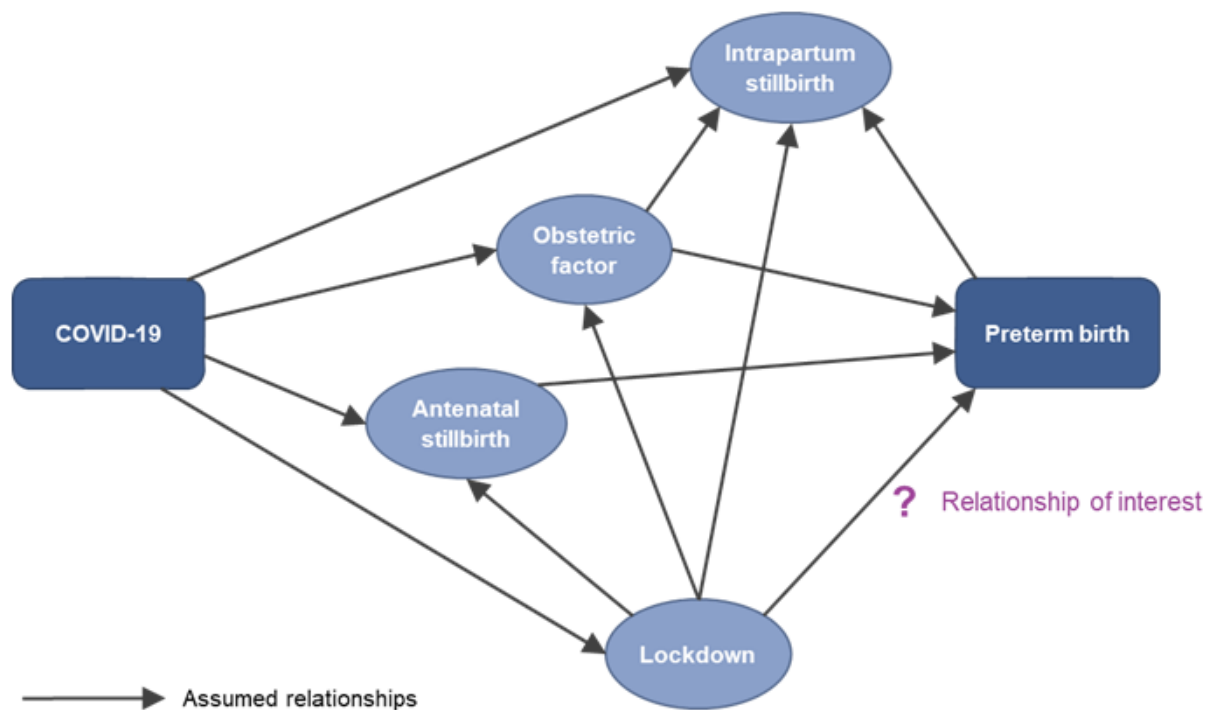 Intrapartum
stillbirth
Obstetric
factor
COVID-19
Preterm birth
Antenatal
stillbirth
? Relationship of interest
Lockdown
Assumed relationships